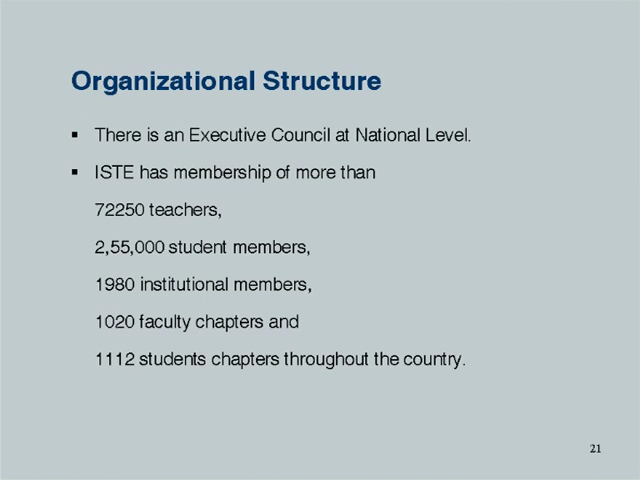 Organizational Structure
▪ There is an Executive Council at National Level.
▪ ISTE has membership of more than
72250 teachers,
2,55,000 student members,
1980 institutional members,
1020 faculty chapters and
1112 students chapters throughout the country.
21